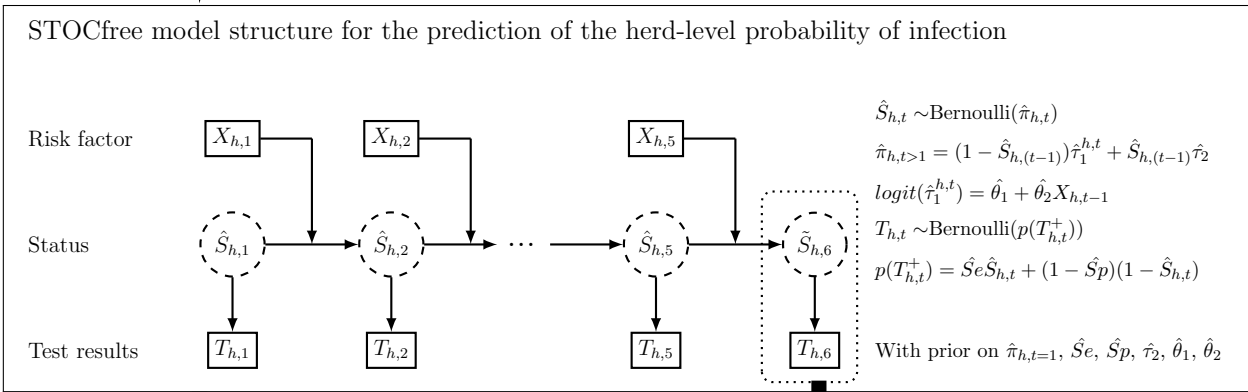 STOCfree model structure for the prediction of the herd-level probability of infection
Risk factor
X_{h,1}
X_{h,2}
X_{h,5}
Status
Ŝ_{h,1}
Ŝ_{h,2}
···
Ŝ_{h,5}
S̃_{h,6}
Test results
T_{h,1}
T_{h,2}
T_{h,5}
T_{h,6}
Ŝ_{h,t} ∼Bernoulli(π̂_{h,t})
π̂_{h,t>1} = (1 − Ŝ_{h,(t−1)})τ̂_1^{h,t} + Ŝ_{h,(t−1)}τ̂_2
logit(τ̂_1^{h,t}) = θ̂_1 + θ̂_2X_{h,t−1}
T_{h,t} ∼Bernoulli(p(T^+_{h,t}))
p(T^+_{h,t}) = ŜeŜ_{h,t} + (1 − Ŝp)(1 − Ŝ_{h,t})
With prior on π̂_{h,t=1}, Ŝe, Ŝp, τ̂_2, θ̂_1, θ̂_2